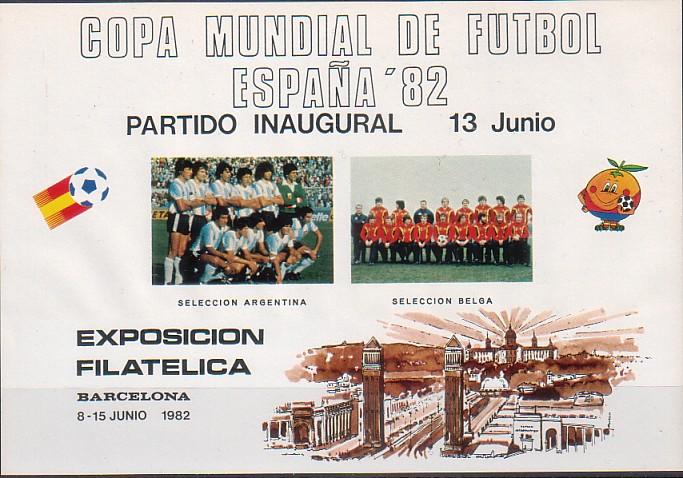 COPA MUNDIAL DE FUTBOL
ESPAÑA '82
PARTIDO INAUGURAL 13 Junio
SELECCION ARGENTINA
SELECCION BELGA
EXPOSICION
FILATELICA
BARCELONA
8-15 JUNIO 1982